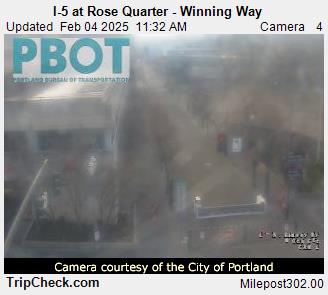 I-5 at Rose Quarter - Winning Way
Updated Feb 04 2025 11:32 AM Camera 4
PBOT
PORTLAND BUREAU OF TRANSPORTATION
Camera courtesy of the City of Portland
TripCheck.com Milepost302.00